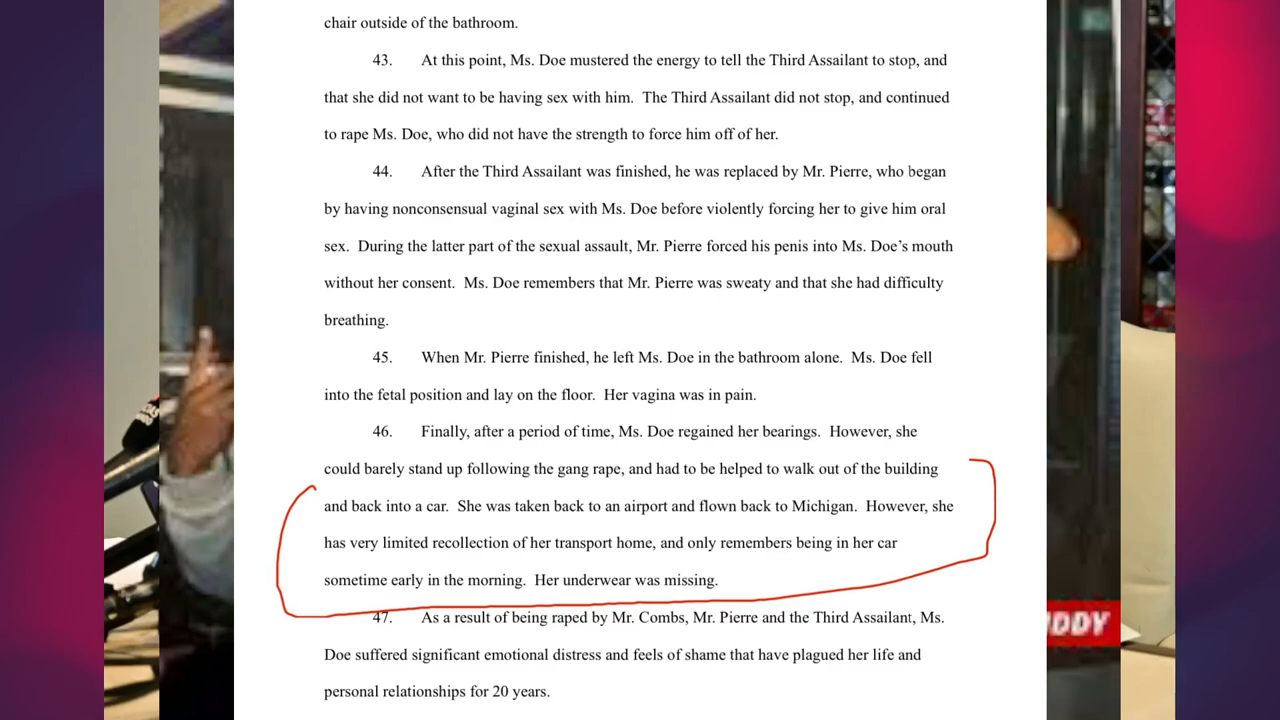 chair outside of the bathroom.
43. At this point, Ms. Doe mustered the energy to tell the Third Assailant to stop, and
that she did not want to be having sex with him. The Third Assailant did not stop, and continued
to rape Ms. Doe, who did not have the strength to force him off of her.
44. After the Third Assailant was finished, he was replaced by Mr. Pierre, who began
by having nonconsensual vaginal sex with Ms. Doe before violently forcing her to give him oral
sex. During the latter part of the sexual assault, Mr. Pierre forced his penis into Ms. Doe’s mouth
without her consent. Ms. Doe remembers that Mr. Pierre was sweaty and that she had difficulty
breathing.
45. When Mr. Pierre finished, he left Ms. Doe in the bathroom alone. Ms. Doe fell
into the fetal position and lay on the floor. Her vagina was in pain.
46. Finally, after a period of time, Ms. Doe regained her bearings. However, she
could barely stand up following the gang rape, and had to be helped to walk out of the building
and back into a car. She was taken back to an airport and flown back to Michigan. However, she
has very limited recollection of her transport home, and only remembers being in her car
sometime early in the morning. Her underwear was missing.
47. As a result of being raped by Mr. Combs, Mr. Pierre and the Third Assailant, Ms.
Doe suffered significant emotional distress and feels of shame that have plagued her life and
personal relationships for 20 years.
IDDY